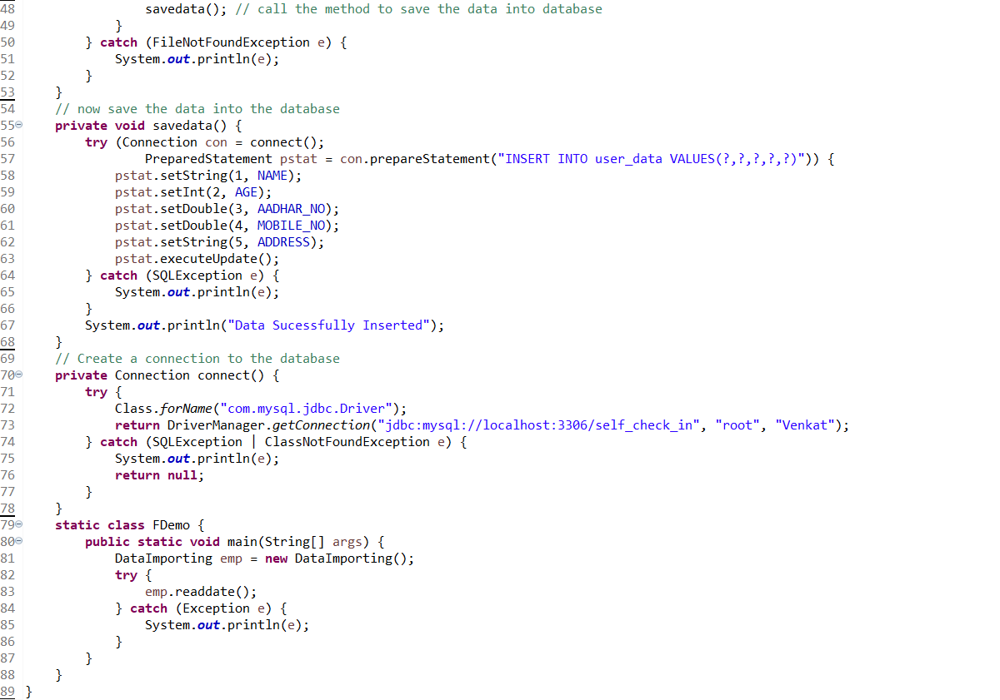 48                savedata(); // call the method to save the data into database
49            }
50        } catch (FileNotFoundException e) {
51            System.out.println(e);
52        }
53    }
54    // now save the data into the database
55    private void savedata() {
56        try (Connection con = connect();
57                PreparedStatement pstat = con.prepareStatement("INSERT INTO user_data VALUES(?,?,?,?,?)")) {
58            pstat.setString(1, NAME);
59            pstat.setInt(2, AGE);
60            pstat.setDouble(3, AADHAR_NO);
61            pstat.setDouble(4, MOBILE_NO);
62            pstat.setString(5, ADDRESS);
63            pstat.executeUpdate();
64        } catch (SQLException e) {
65            System.out.println(e);
66        }
67        System.out.println("Data Sucessfully Inserted");
68    }
69    // Create a connection to the database
70    private Connection connect() {
71        try {
72            Class.forName("com.mysql.jdbc.Driver");
73            return DriverManager.getConnection("jdbc:mysql://localhost:3306/self_check_in", "root", "Venkat");
74        } catch (SQLException | ClassNotFoundException e) {
75            System.out.println(e);
76            return null;
77        }
78    }
79    static class FDemo {
80        public static void main(String[] args) {
81            DataImporting emp = new DataImporting();
82            try {
83                emp.readdate();
84            } catch (Exception e) {
85                System.out.println(e);
86            }
87        }
88    }
89 }